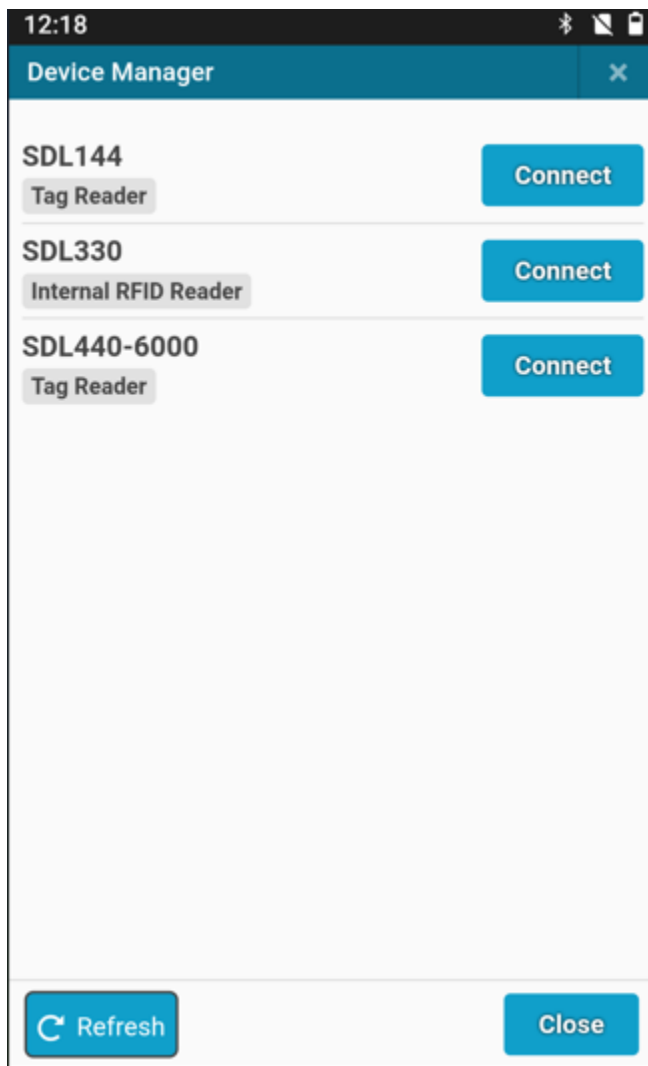 12:18
Device Manager
SDL144
Tag Reader
Connect
SDL330
Internal RFID Reader
Connect
SDL440-6000
Tag Reader
Connect
Refresh
Close